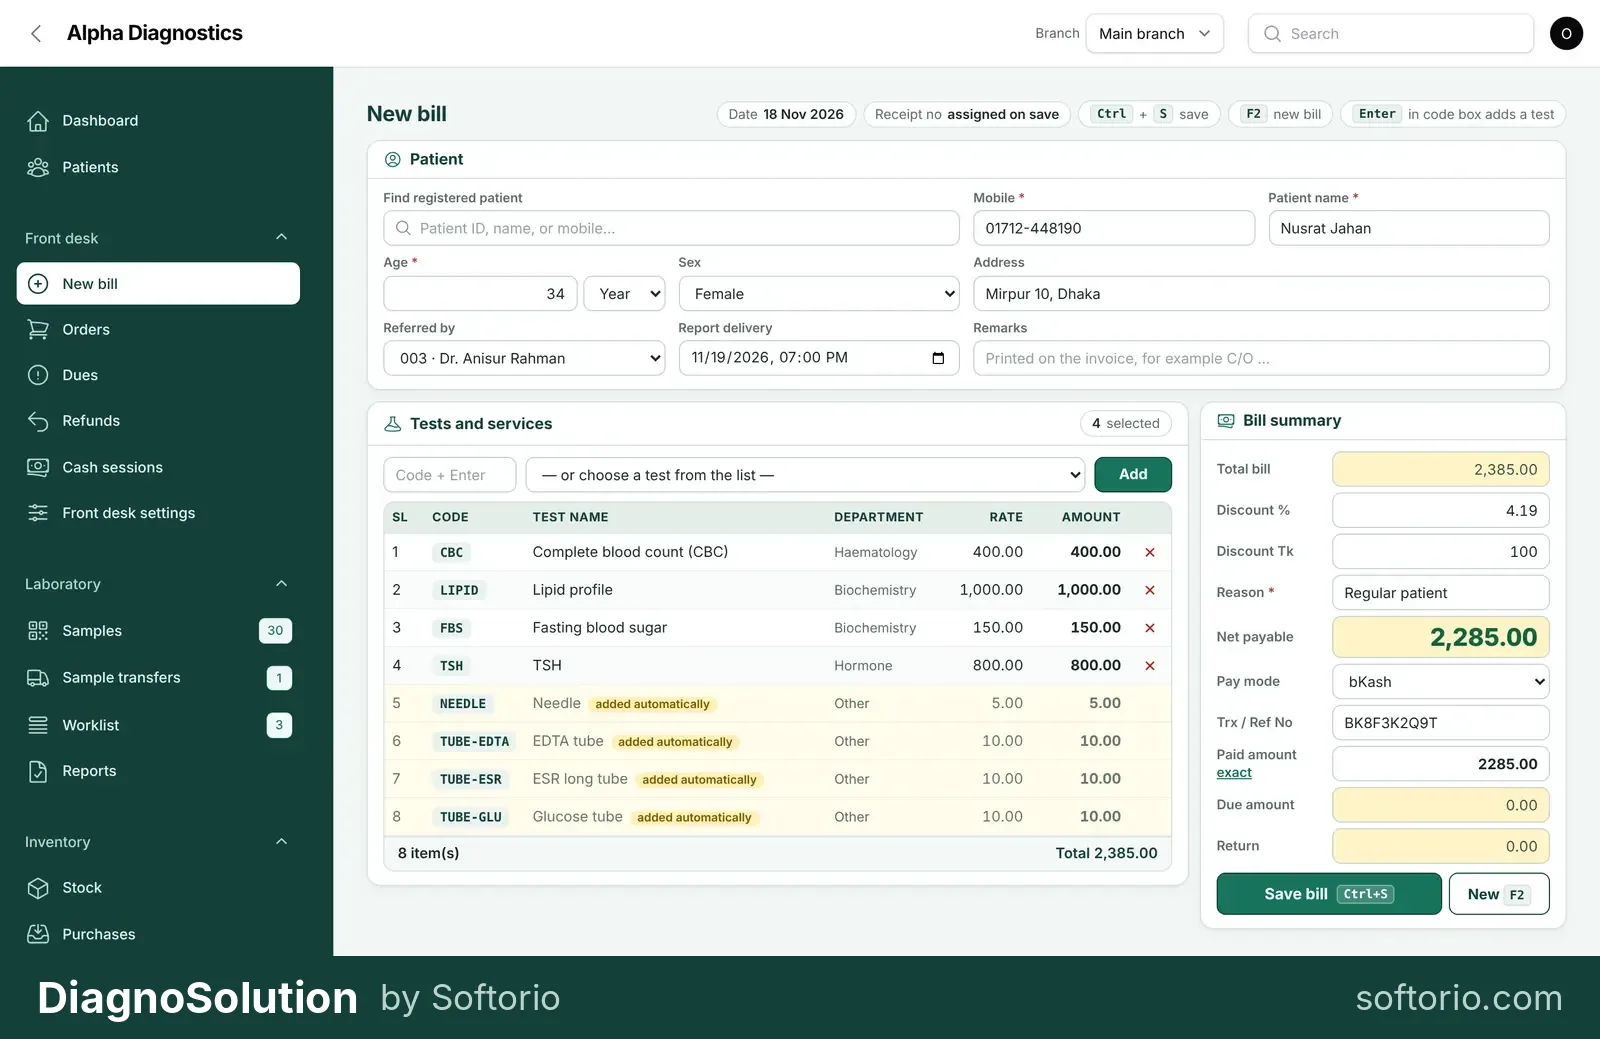 Alpha Diagnostics
Branch Main branch
Search
O
Dashboard
Patients
Front desk
New bill
Orders
Dues
Refunds
Cash sessions
Front desk settings
Laboratory
Samples 30
Sample transfers 1
Worklist 3
Reports
Inventory
Stock
Purchases
New bill
Date 18 Nov 2026
Receipt no assigned on save
Ctrl + S save
F2 new bill
Enter in code box adds a test
Patient
Find registered patient
Patient ID, name, or mobile...
Mobile *
01712-448190
Patient name *
Nusrat Jahan
Age *
34 Year
Sex
Female
Address
Mirpur 10, Dhaka
Referred by
003 · Dr. Anisur Rahman
Report delivery
11/19/2026, 07:00 PM
Remarks
Printed on the invoice, for example C/O ...
Tests and services
4 selected
Code + Enter
— or choose a test from the list —
Add
SL CODE TEST NAME DEPARTMENT RATE AMOUNT
1 CBC Complete blood count (CBC) Haematology 400.00 400.00 ×
2 LIPID Lipid profile Biochemistry 1,000.00 1,000.00 ×
3 FBS Fasting blood sugar Biochemistry 150.00 150.00 ×
4 TSH TSH Hormone 800.00 800.00 ×
5 NEEDLE Needle added automatically Other 5.00 5.00
6 TUBE-EDTA EDTA tube added automatically Other 10.00 10.00
7 TUBE-ESR ESR long tube added automatically Other 10.00 10.00
8 TUBE-GLU Glucose tube added automatically Other 10.00 10.00
8 item(s) Total 2,385.00
Bill summary
Total bill 2,385.00
Discount % 4.19
Discount Tk 100
Reason * Regular patient
Net payable 2,285.00
Pay mode bKash
Trx / Ref No BK8F3K2Q9T
Paid amount exact 2285.00
Due amount 0.00
Return 0.00
Save bill Ctrl+S
New F2
DiagnoSolution by Softorio
softorio.com